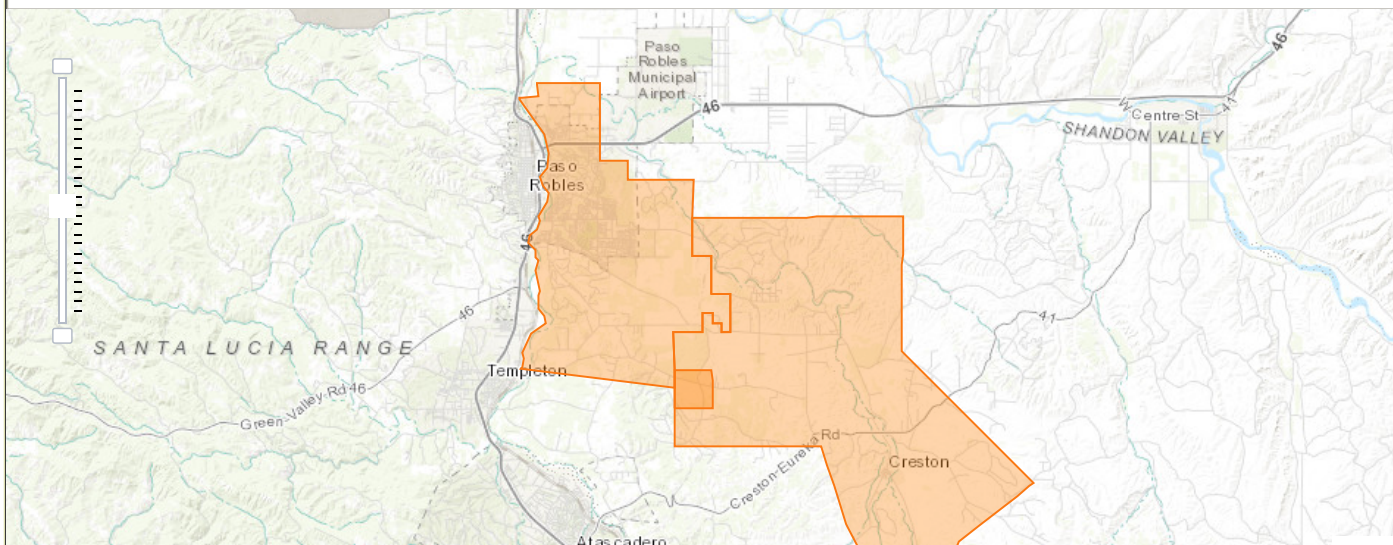 Paso
Robles
Municipal
Airport
46
46
W
Centre St
41
SHANDON VALLEY
Paso
Robles
46
46
41
SANTA LUCIA RANGE
Templeton
Green-Valley Rd 46
Creston-Eureka Rd
Creston
Atascadero